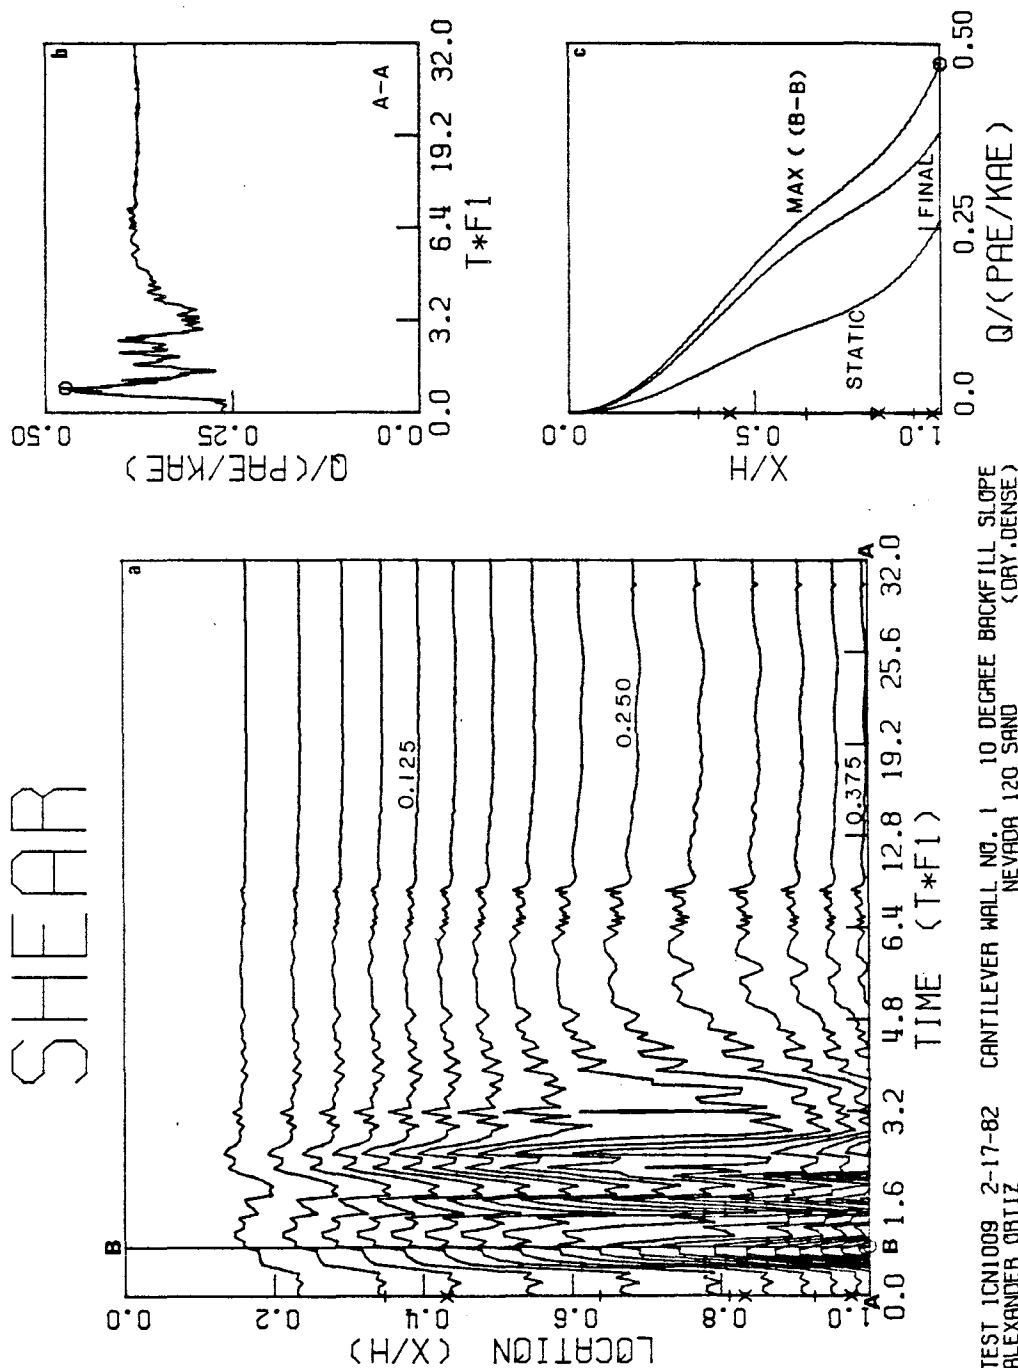 SHEAR
a
B
LOCATION (X/H)
0.0
0.2
0.4
0.6
0.8
1.0
0.125
0.250
0.375
A
A
0.0 B 1.6 3.2 4.8 6.4 12.8 19.2 25.6 32.0
TIME (T*F1)
b
Q/(PAE/KAE)
0.50
0.25
0.0
A-A
0.0 3.2 6.4 19.2 32.0
T*F1
c
X/H
0.0
0.5
1.0
MAX ( (B-B)
STATIC
FINAL
0.0 0.25 0.50
Q/(PAE/KAE)
TEST 1CN1009 2-17-82 CANTILEVER WALL NO. 1 10 DEGREE BACKFILL SLOPE
ALEXANDER ORTIZ NEVADA 120 SAND (DRY,DENSE)